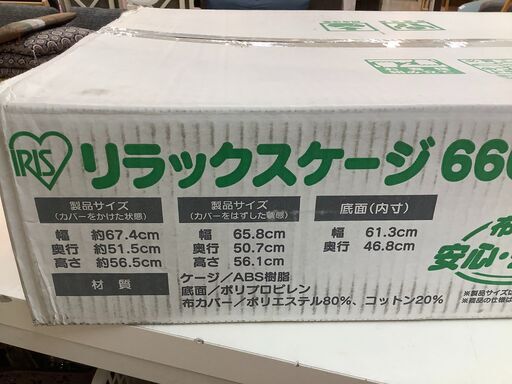 IRIS
リラックスケージ 660
製品サイズ
(カバーをかけた状態)
幅 約67.4cm
奥行 約51.5cm
高さ 約56.5cm
製品サイズ
(カバーをはずした状態)
幅 65.8cm
奥行 50.7cm
高さ 56.1cm
底面(内寸)
幅 61.3cm
奥行 46.8cm
材質
ケージ/ABS樹脂
底面/ポリプロピレン
布カバー/ポリエステル80%、コットン20%
布
安心・
※製品サイズは
※商品の仕様は